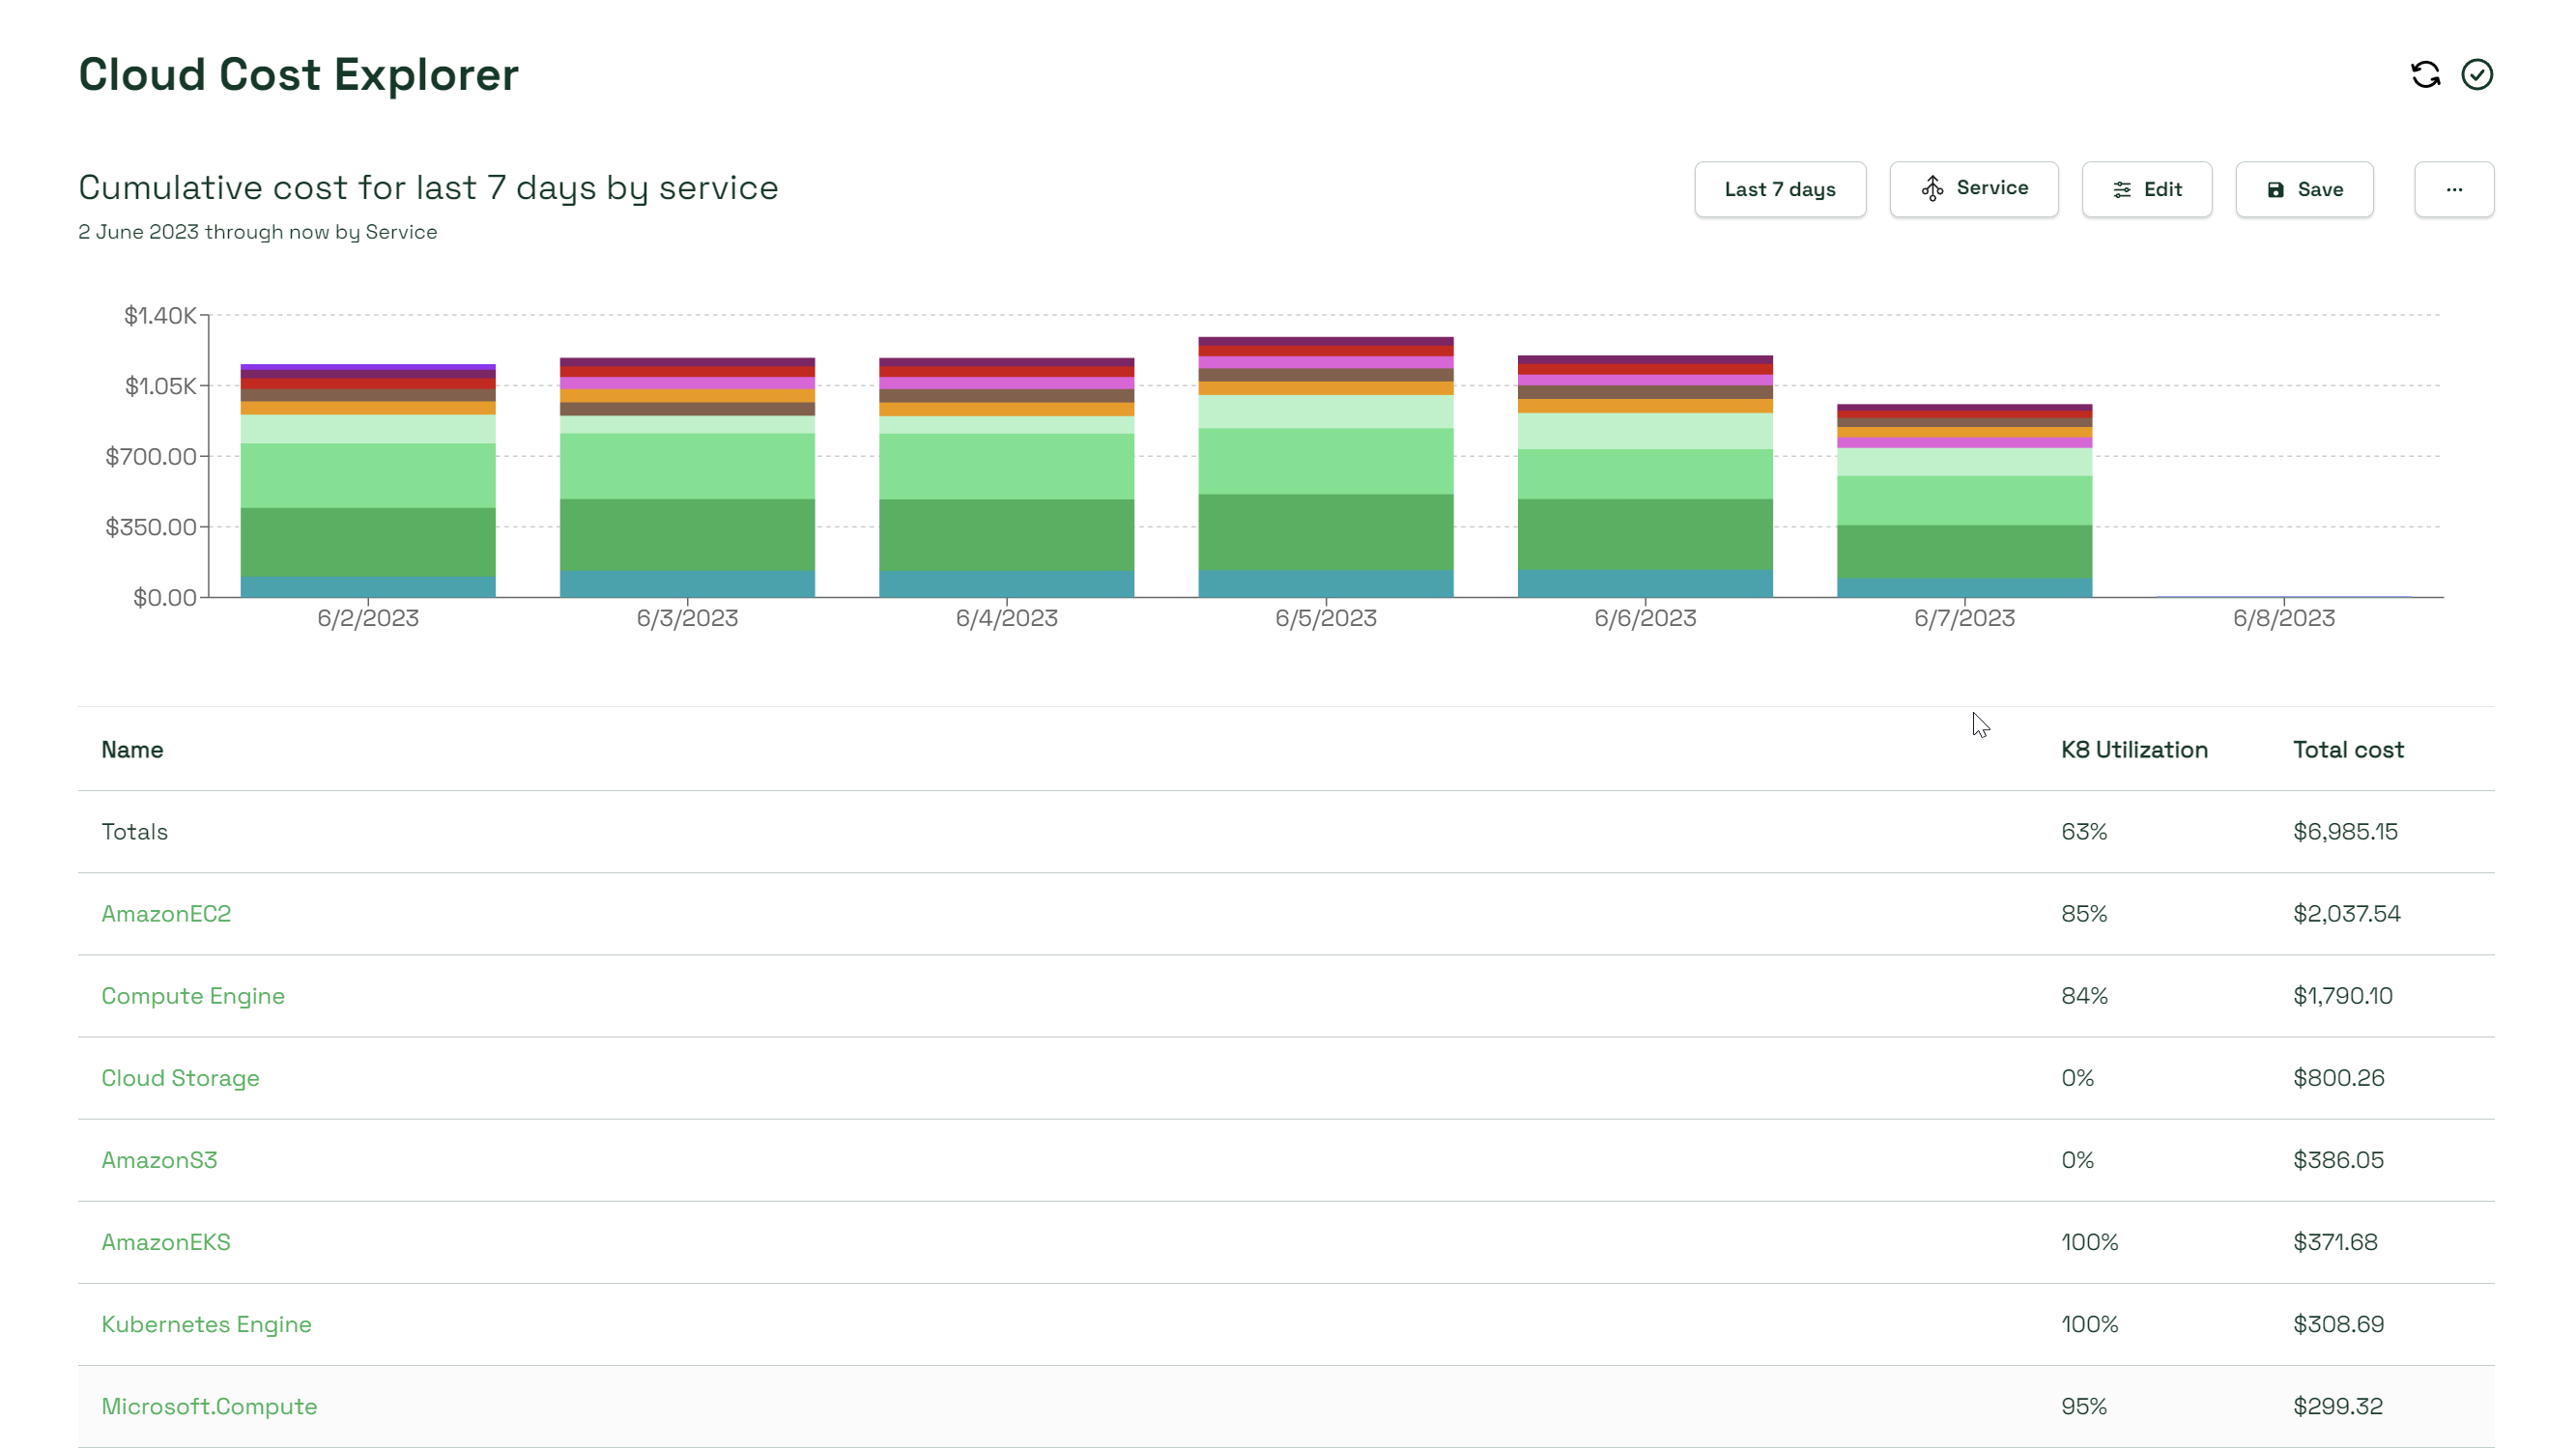 Cloud Cost Explorer
Cumulative cost for last 7 days by service
2 June 2023 through now by Service
Last 7 days
Service
Edit
Save
...
$1.40K
$1.05K
$700.00
$350.00
$0.00
6/2/2023 6/3/2023 6/4/2023 6/5/2023 6/6/2023 6/7/2023 6/8/2023
Name K8 Utilization Total cost
Totals 63% $6,985.15
AmazonEC2 85% $2,037.54
Compute Engine 84% $1,790.10
Cloud Storage 0% $800.26
AmazonS3 0% $386.05
AmazonEKS 100% $371.68
Kubernetes Engine 100% $308.69
Microsoft.Compute 95% $299.32